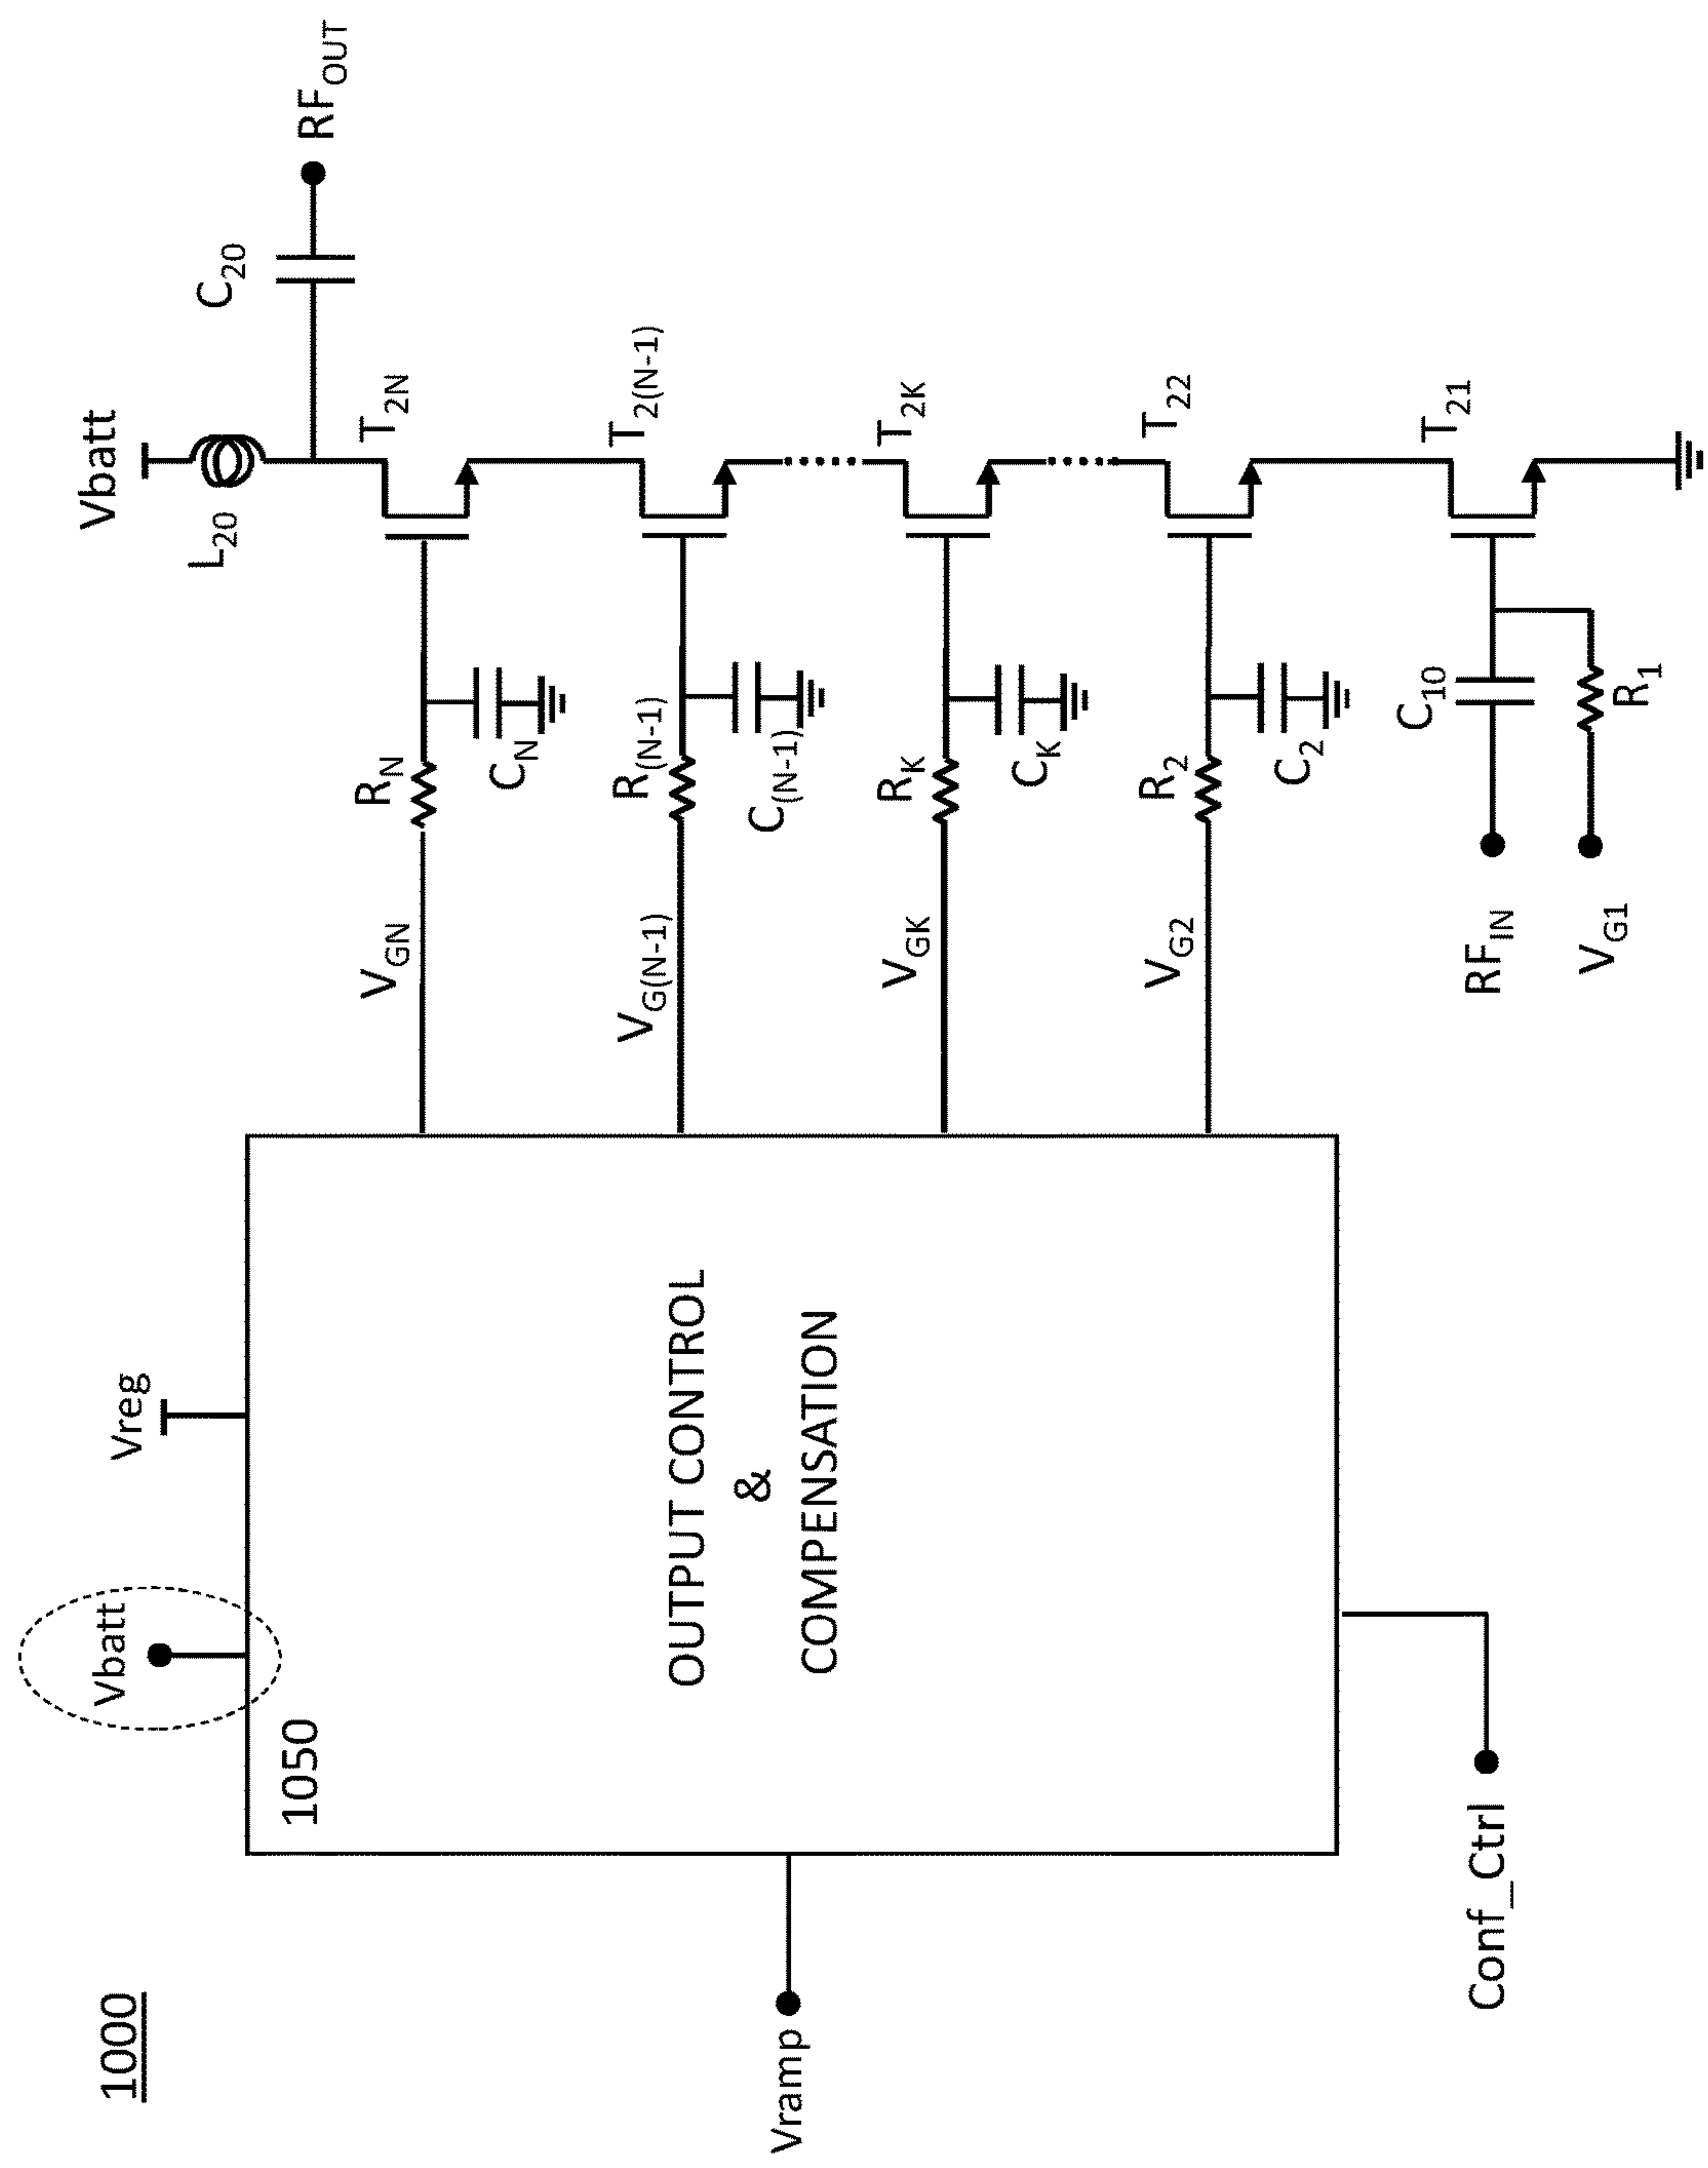 1000
Vbatt
Vreg
Vbatt
L20
C20
RFOUT
1050
OUTPUT CONTROL
&
COMPENSATION
Vramp
Conf_Ctrl
VGN
RN
CN
T2N
VG(N-1)
R(N-1)
C(N-1)
T2(N-1)
VGK
RK
CK
T2K
VG2
R2
C2
T22
RFIN
C10
T21
VG1
R1